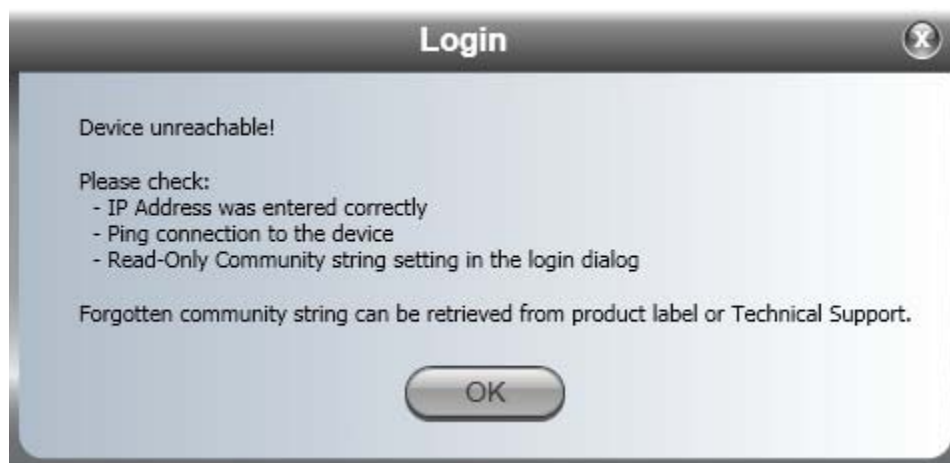 Login
X
Device unreachable!
Please check:
- IP Address was entered correctly
- Ping connection to the device
- Read-Only Community string setting in the login dialog
Forgotten community string can be retrieved from product label or Technical Support.
OK